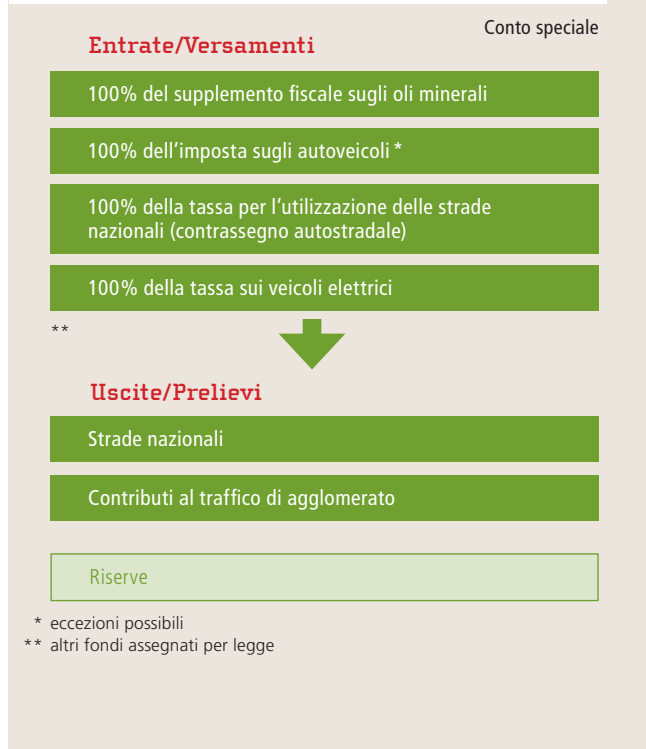 Conto speciale
Entrate/Versamenti
100% del supplemento fiscale sugli oli minerali
100% dell’imposta sugli autoveicoli *
100% della tassa per l’utilizzazione delle strade
nazionali (contrassegno autostradale)
100% della tassa sui veicoli elettrici
**
Uscite/Prelievi
Strade nazionali
Contributi al traffico di agglomerato
Riserve
* eccezioni possibili
** altri fondi assegnati per legge